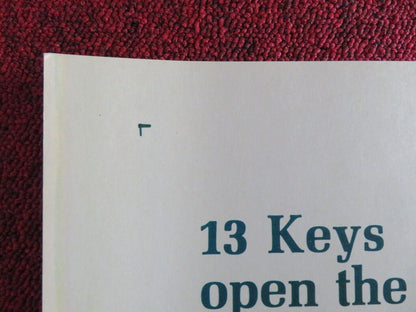 13 Keys
open the